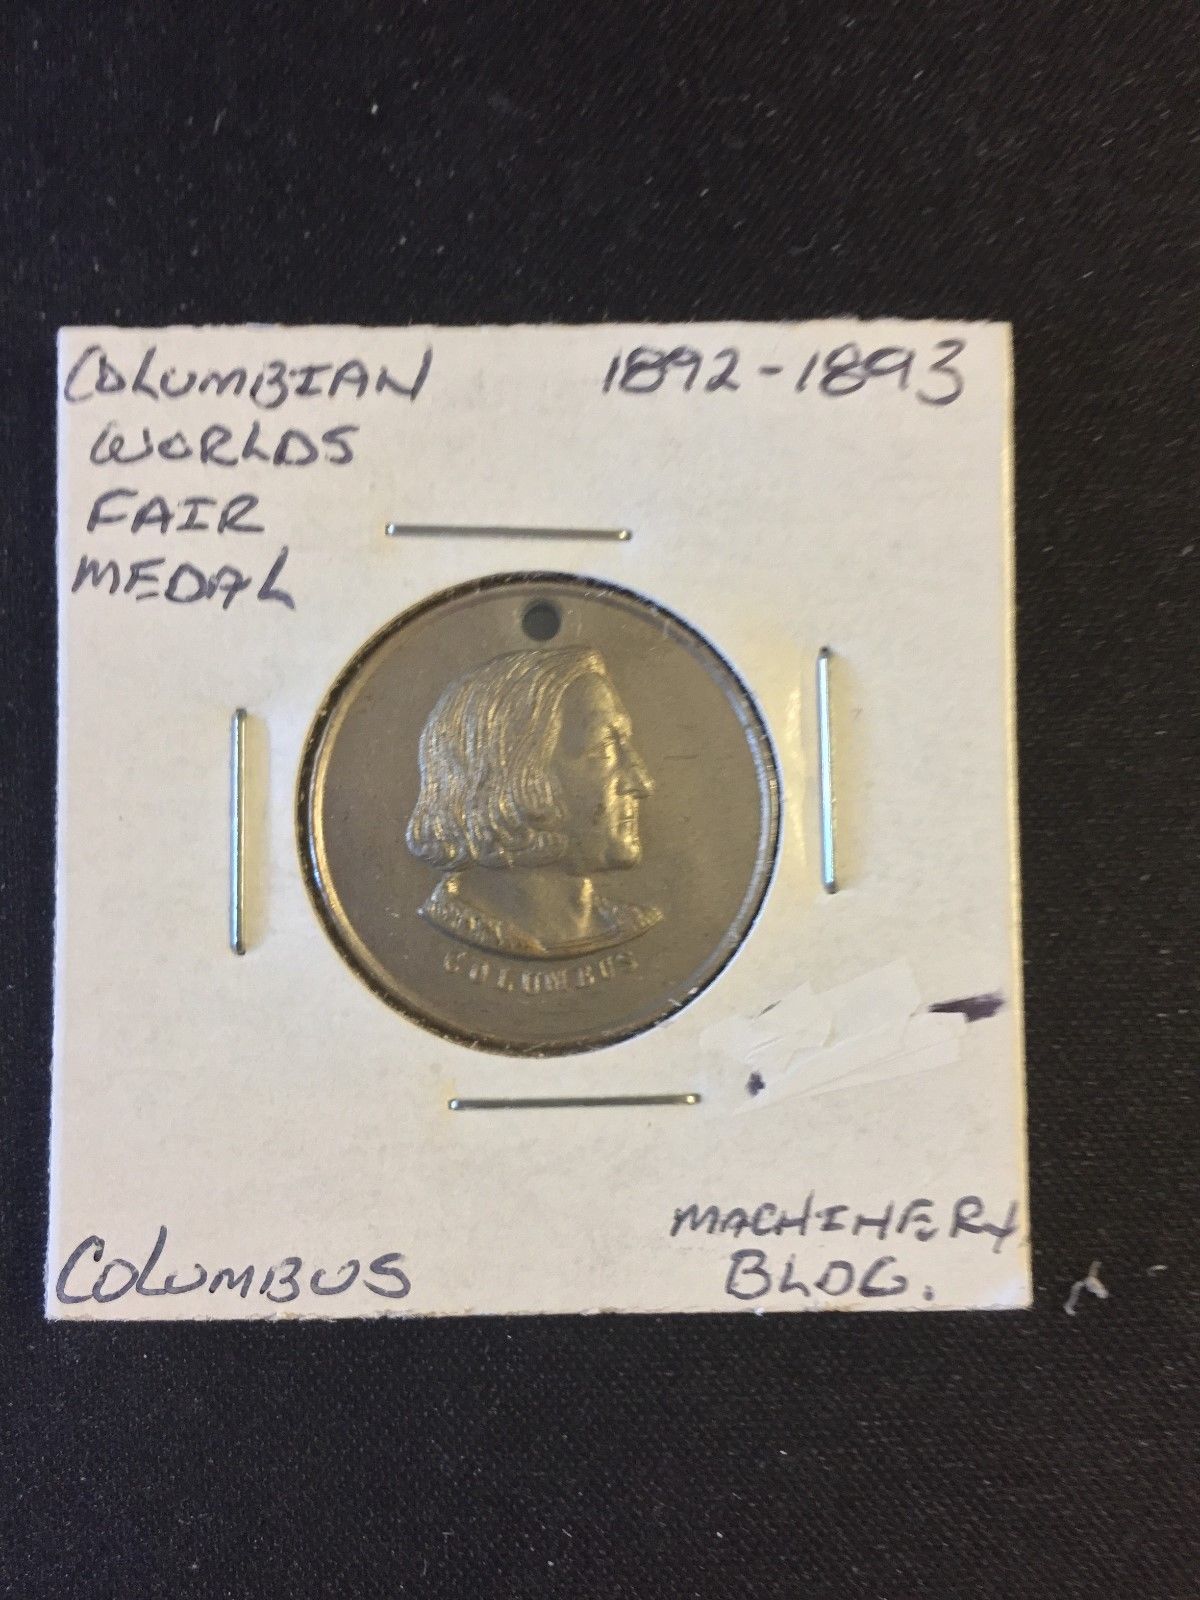 COLUMBIAN 1892-1893
WORLDS
FAIR
MEDAL
COLUMBUS
MACHINERY
BLDG.
COLUMBUS